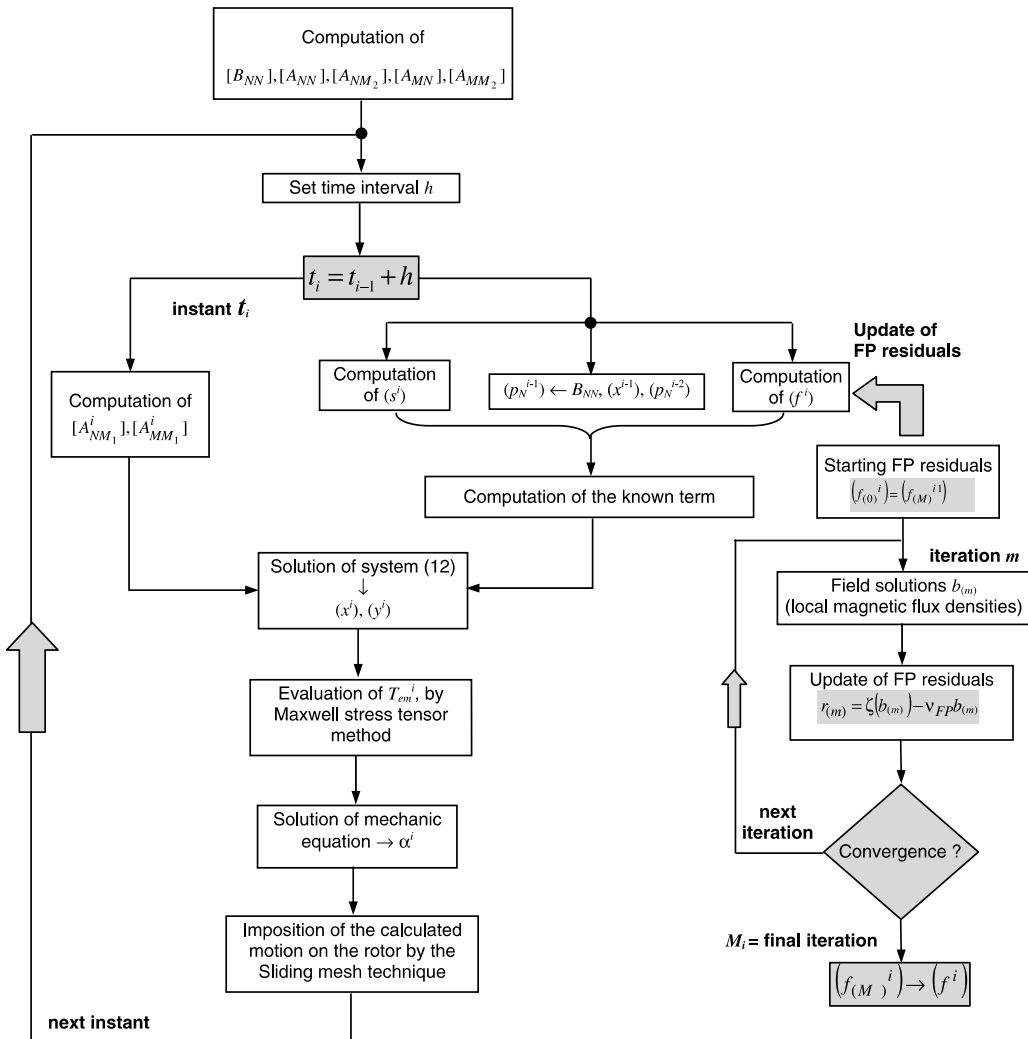 Computation of
[B_NN],[A_NN],[A_NM₂],[A_MN],[A_MM₂]
Set time interval h
t_i = t_{i−1} + h
instant t_i
Computation of
[A^i_NM₁],[A^i_MM₁]
Computation
of (s^i)
(p_N^{i-1}) ← B_NN, (x^{i-1}), (p_N^{i-2})
Computation
of (f^i)
Update of
FP residuals
Computation of the known term
Solution of system (12)
↓
(x^i), (y^i)
Evaluation of T_em^i, by
Maxwell stress tensor
method
Solution of mechanic
equation → α^i
Imposition of the calculated
motion on the rotor by the
Sliding mesh technique
next instant
Starting FP residuals
(f_(0)^i) = (f_(M)^{i1})
iteration m
Field solutions b_(m)
(local magnetic flux densities)
Update of FP residuals
r_(m) = ζ(b_(m)) − ν_FP b_(m)
next
iteration
Convergence ?
M_i = final iteration
(f_(M )^i) → (f^i)